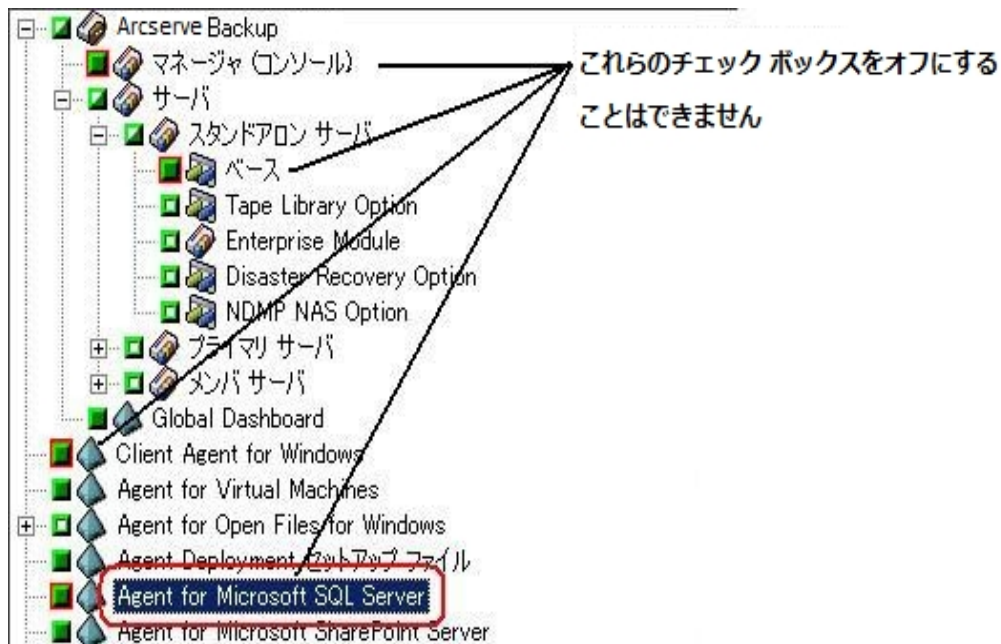 Arcserve Backup
マネージャ (コンソール)
これらのチェック ボックスをオフにする
ことはできません
サーバ
スタンドアロン サーバ
ベース
Tape Library Option
Enterprise Module
Disaster Recovery Option
NDMP NAS Option
プライマリ サーバ
メンバ サーバ
Global Dashboard
Client Agent for Windows
Agent for Virtual Machines
Agent for Open Files for Windows
Agent Deployment セットアップ ファイル
Agent for Microsoft SQL Server
Agent for Microsoft SharePoint Server